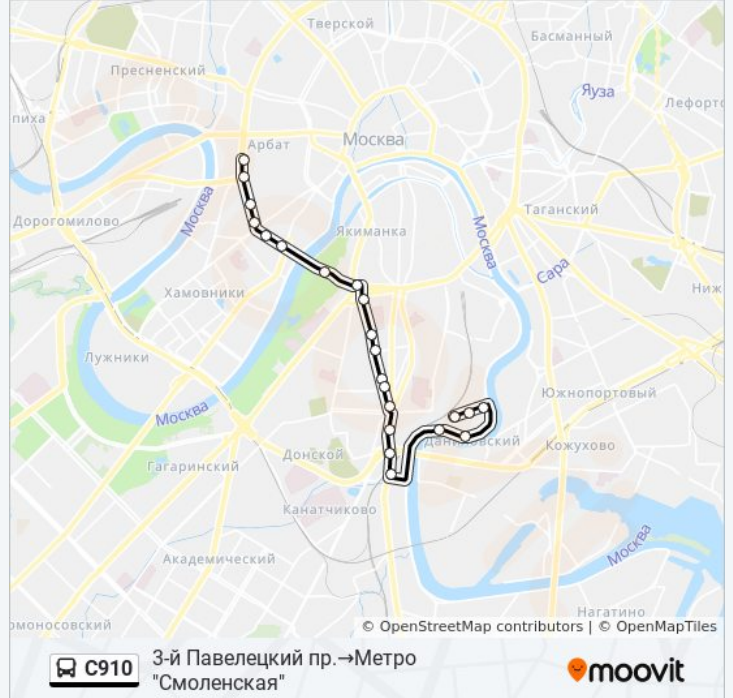 Тверской
Басманный
Пресненский
Яуза
Лефорто
пиха
Арбат
Москва
Москва
Таганский
Дорогомилово
Якиманка
Москва
Сара
Хамовники
Ниж
Лужники
Южнопортовый
Москва
Даниловский
Кожухово
Донской
Гагаринский
Канатчиково
Москва
Академический
Нагатино
омоносовский
© OpenStreetMap contributors | © OpenMapTiles
C910
3-й Павелецкий пр.→Метро
"Смоленская"
moovit